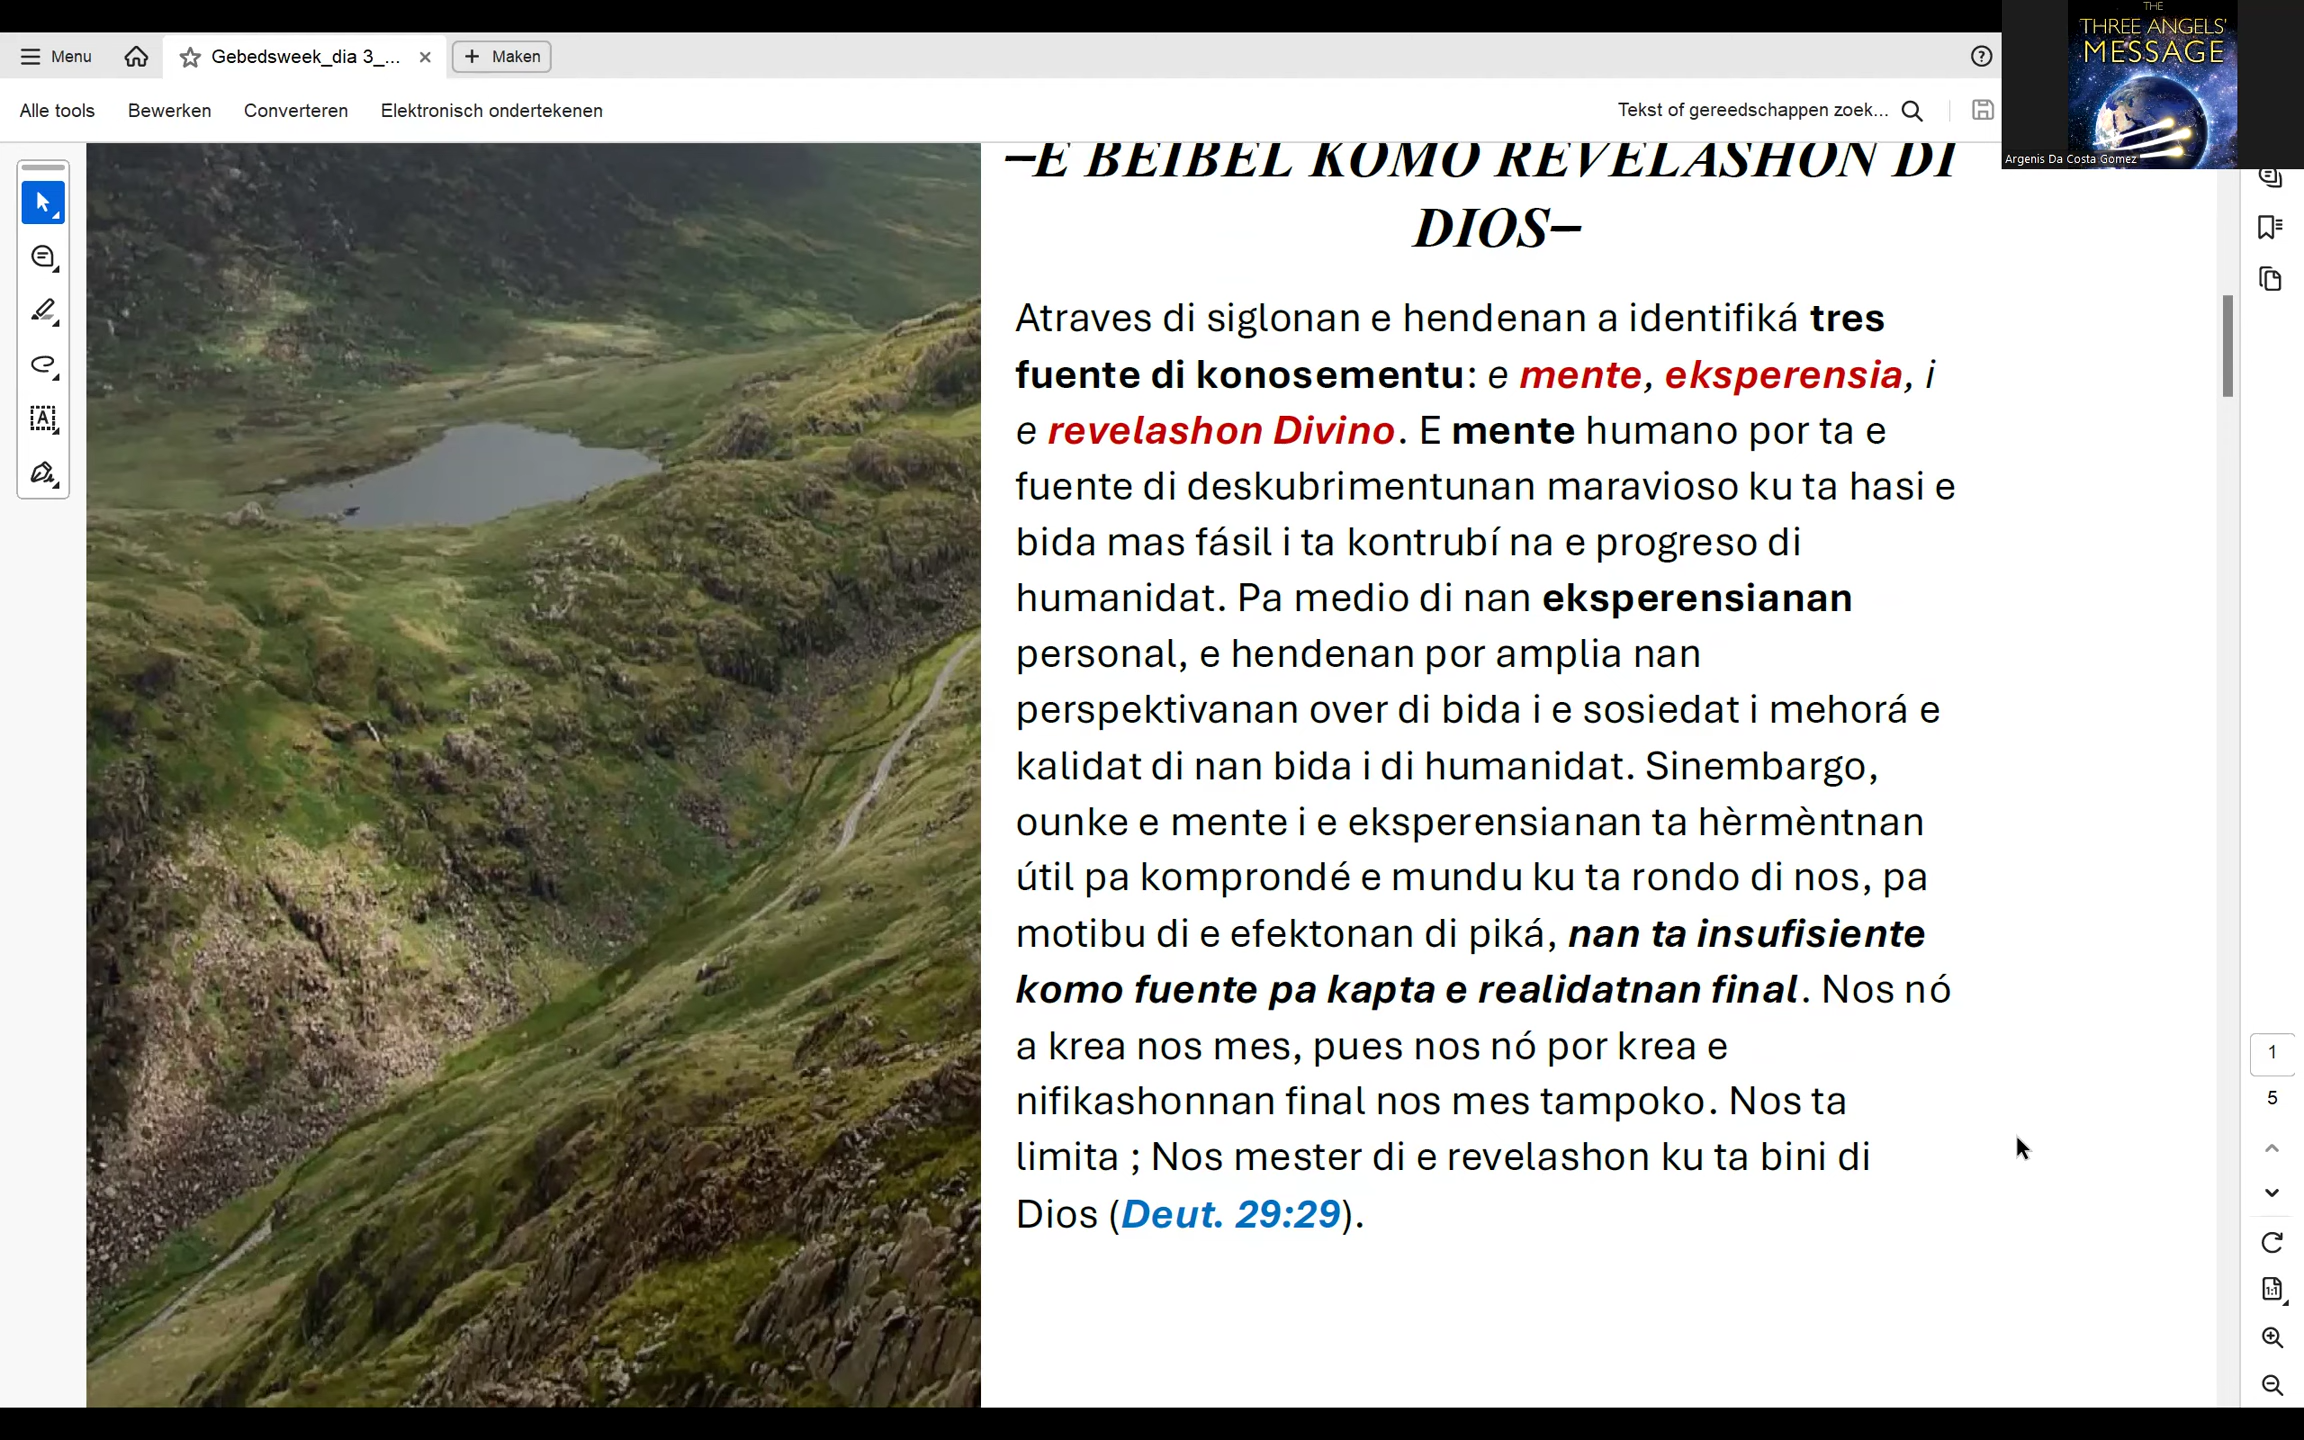 THE
THREE ANGELS'
MESSAGE
Argenis Da Costa Gomez
Menu
Gebedsweek_dia 3_...
Maken
Alle tools
Bewerken
Converteren
Elektronisch ondertekenen
Tekst of gereedschappen zoek...
–E BEIBEL KOMO REVELASHON DI
DIOS–
Atraves di siglonan e hendenan a identifiká tres
fuente di konosementu: e mente, eksperensia, i
e revelashon Divino. E mente humano por ta e
fuente di deskubrimentunan maravioso ku ta hasi e
bida mas fásil i ta kontrubí na e progreso di
humanidat. Pa medio di nan eksperensianan
personal, e hendenan por amplia nan
perspektivanan over di bida i e sosiedat i mehorá e
kalidat di nan bida i di humanidat. Sinembargo,
ounke e mente i e eksperensianan ta hèrmèntnan
útil pa komprondé e mundu ku ta rondo di nos, pa
motibu di e efektonan di piká, nan ta insufisiente
komo fuente pa kapta e realidatnan final. Nos nó
a krea nos mes, pues nos nó por krea e
nifikashonnan final nos mes tampoko. Nos ta
limita ; Nos mester di e revelashon ku ta bini di
Dios (Deut. 29:29).
1
5
1:1